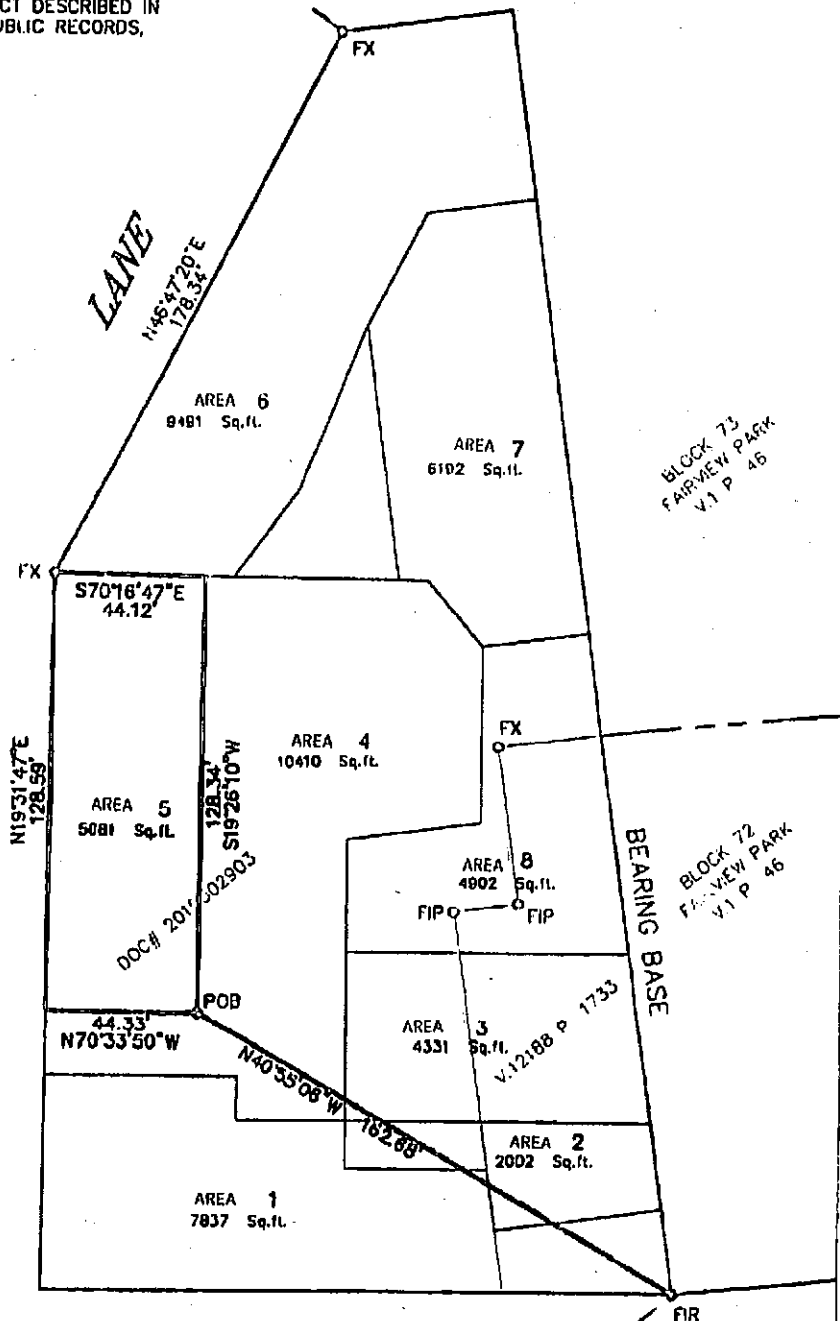 CT DESCRIBED IN
UBLIC RECORDS,
FX
LANE
N46°47'20"E
178.34'
AREA 6
9491 Sq.ft.
AREA 7
6192 Sq.ft.
BLOCK 73
FAIRVIEW PARK
V.1 P 46
FX
S70°16'47"E
44.12'
N19°31'47"E
128.59'
AREA 5
5081 Sq.ft.
128.34'
S19°26'10"W
AREA 4
10410 Sq.ft.
FX
DOC#
AREA 8
4902 Sq.ft.
FIP
FIP
BEARING BASE
BLOCK 72
PARK
V.1 P 46
POB
44.33'
N70°33'50"W
AREA 3
4331 Sq.ft.
V.12188 P 1733
N40°55'08"W 162.68'
AREA 2
2002 Sq.ft.
AREA 1
7837 Sq.ft.
FIR